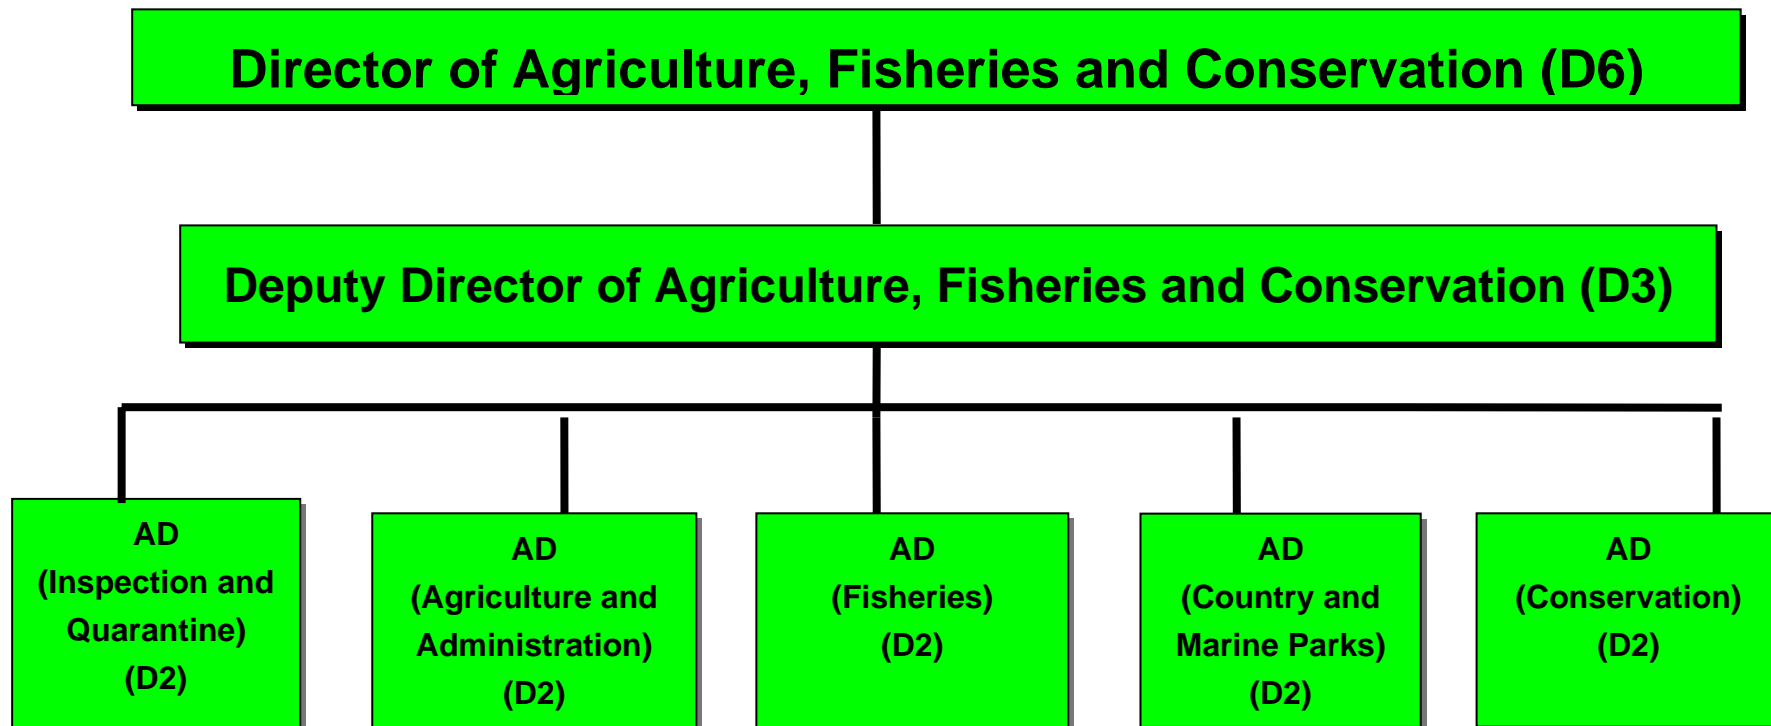 Director of Agriculture, Fisheries and Conservation (D6)
Deputy Director of Agriculture, Fisheries and Conservation (D3)
AD
(Inspection and
Quarantine)
(D2)
AD
(Agriculture and
Administration)
(D2)
AD
(Fisheries)
(D2)
AD
(Country and
Marine Parks)
(D2)
AD
(Conservation)
(D2)